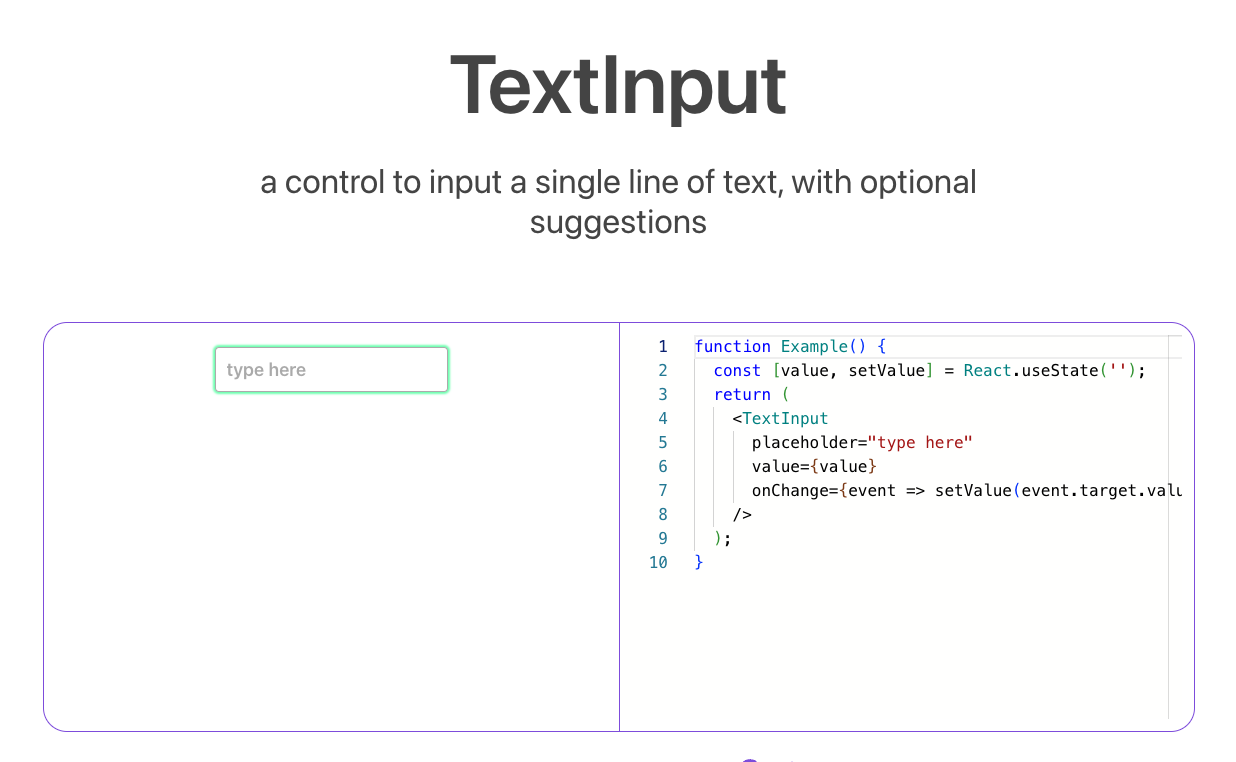 TextInput
a control to input a single line of text, with optional
suggestions
type here
1 function Example() {
2 const [value, setValue] = React.useState('');
3 return (
4 <TextInput
5 placeholder="type here"
6 value={value}
7 onChange={event => setValue(event.target.valu
8 />
9 );
10 }